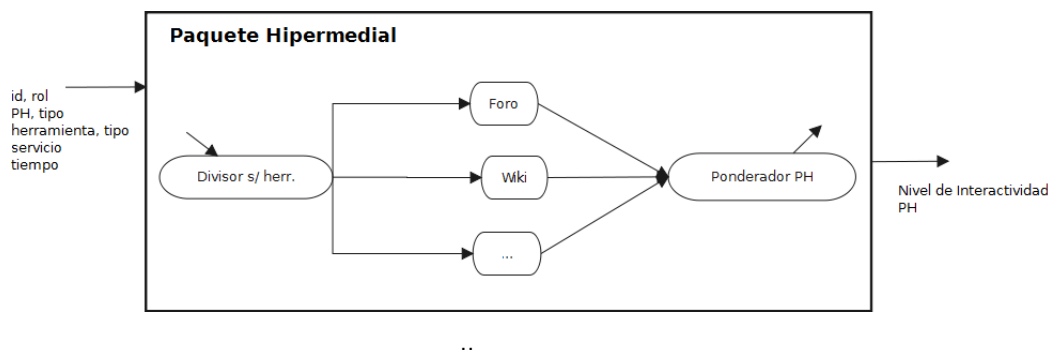 Paquete Hipermedial
id, rol
PH, tipo
herramienta, tipo
servicio
tiempo
Foro
Divisor s/ herr.
Wiki
Ponderador PH
...
Nivel de Interactividad
PH
..